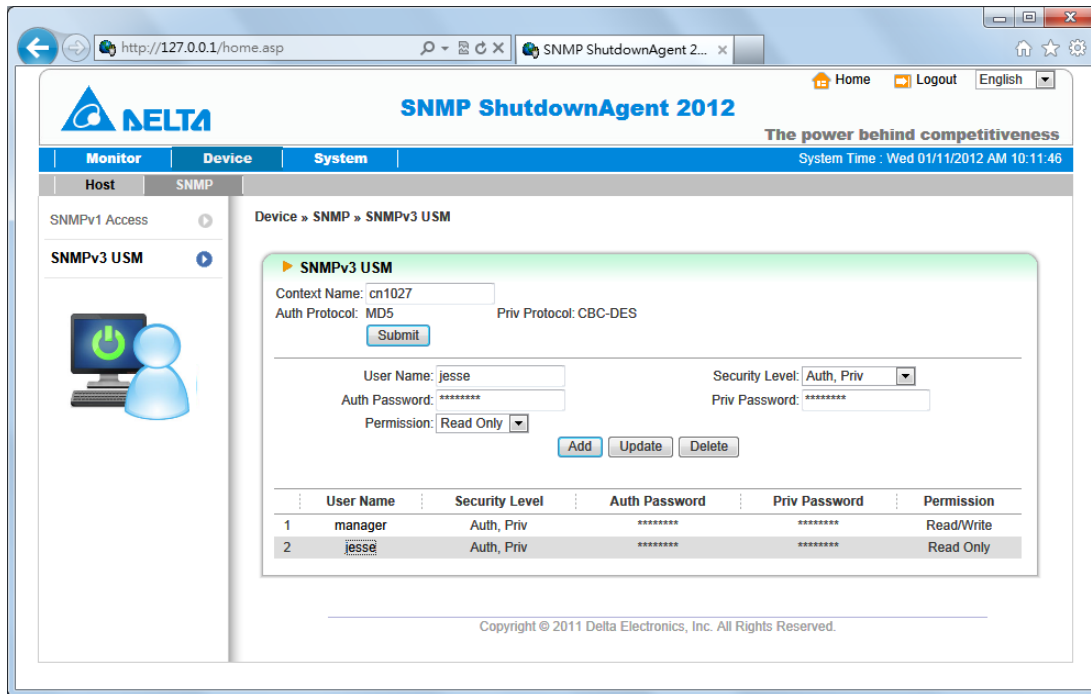 http://127.0.0.1/home.asp SNMP ShutdownAgent 2...
Home Logout English
DELTA SNMP ShutdownAgent 2012
The power behind competitiveness
Monitor Device System System Time : Wed 01/11/2012 AM 10:11:46
Host SNMP
SNMPv1 Access
Device » SNMP » SNMPv3 USM
SNMPv3 USM
SNMPv3 USM
Context Name: cn1027
Auth Protocol: MD5 Priv Protocol: CBC-DES
Submit
User Name: jesse Security Level: Auth, Priv
Auth Password: ******** Priv Password: ********
Permission: Read Only
Add Update Delete
User Name Security Level Auth Password Priv Password Permission
1 manager Auth, Priv ******** ******** Read/Write
2 jesse Auth, Priv ******** ******** Read Only
Copyright © 2011 Delta Electronics, Inc. All Rights Reserved.